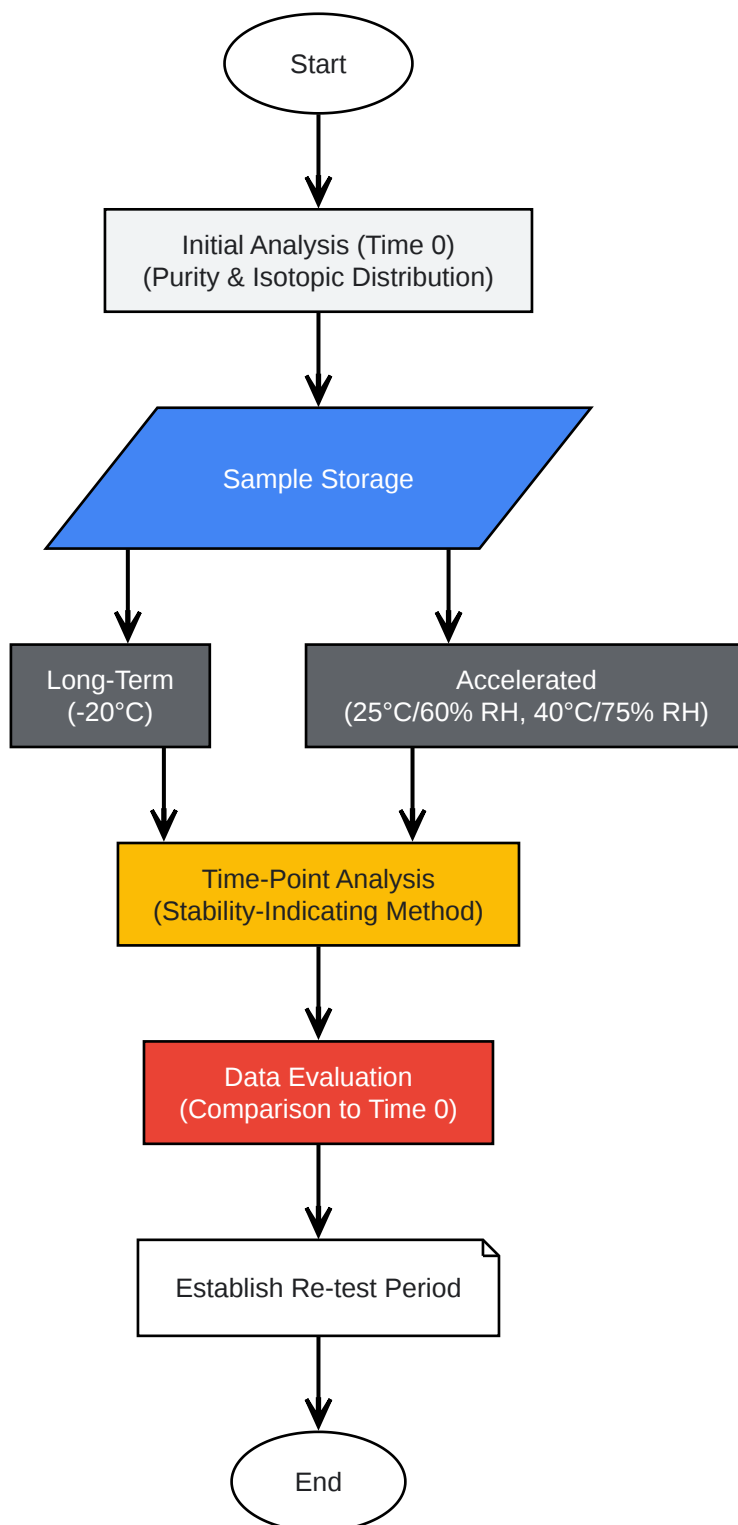 Start
Initial Analysis (Time 0)
(Purity & Isotopic Distribution)
Sample Storage
Long-Term
(-20°C)
Accelerated
(25°C/60% RH, 40°C/75% RH)
Time-Point Analysis
(Stability-Indicating Method)
Data Evaluation
(Comparison to Time 0)
Establish Re-test Period
End